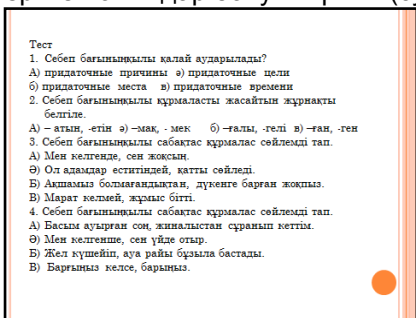 Тест
1. Себеп бағыныңқылы қалай аударылады?
А) придаточные причины ә) придаточные цели
б) придаточные места в) придаточные времени
2. Себеп бағыныңқылы құрмаласты жасайтын жұрнақты
белгіле.
А) – атын, -етін ә) –мақ, - мек б) –ғалы, -гелі в) –ған, -ген
3. Себеп бағыныңқылы сабақтас құрмалас сөйлемді тап.
А) Мен келгенде, сен жоқсың.
Ә) Ол адамдар еститіндей, қатты сөйледі.
Б) Ақшамыз болмағандықтан, дүкенге барған жоқпыз.
В) Марат келмей, жұмыс бітті.
4. Себеп бағыныңқылы сабақтас құрмалас сөйлемді тап.
А) Басым ауырған соң, жиналыстан сұранып кеттім.
Ә) Мен келгенше, сен үйде отыр.
Б) Жел күшейіп, ауа райы бұзыла бастады.
В) Барғыңыз келсе, барыңыз.